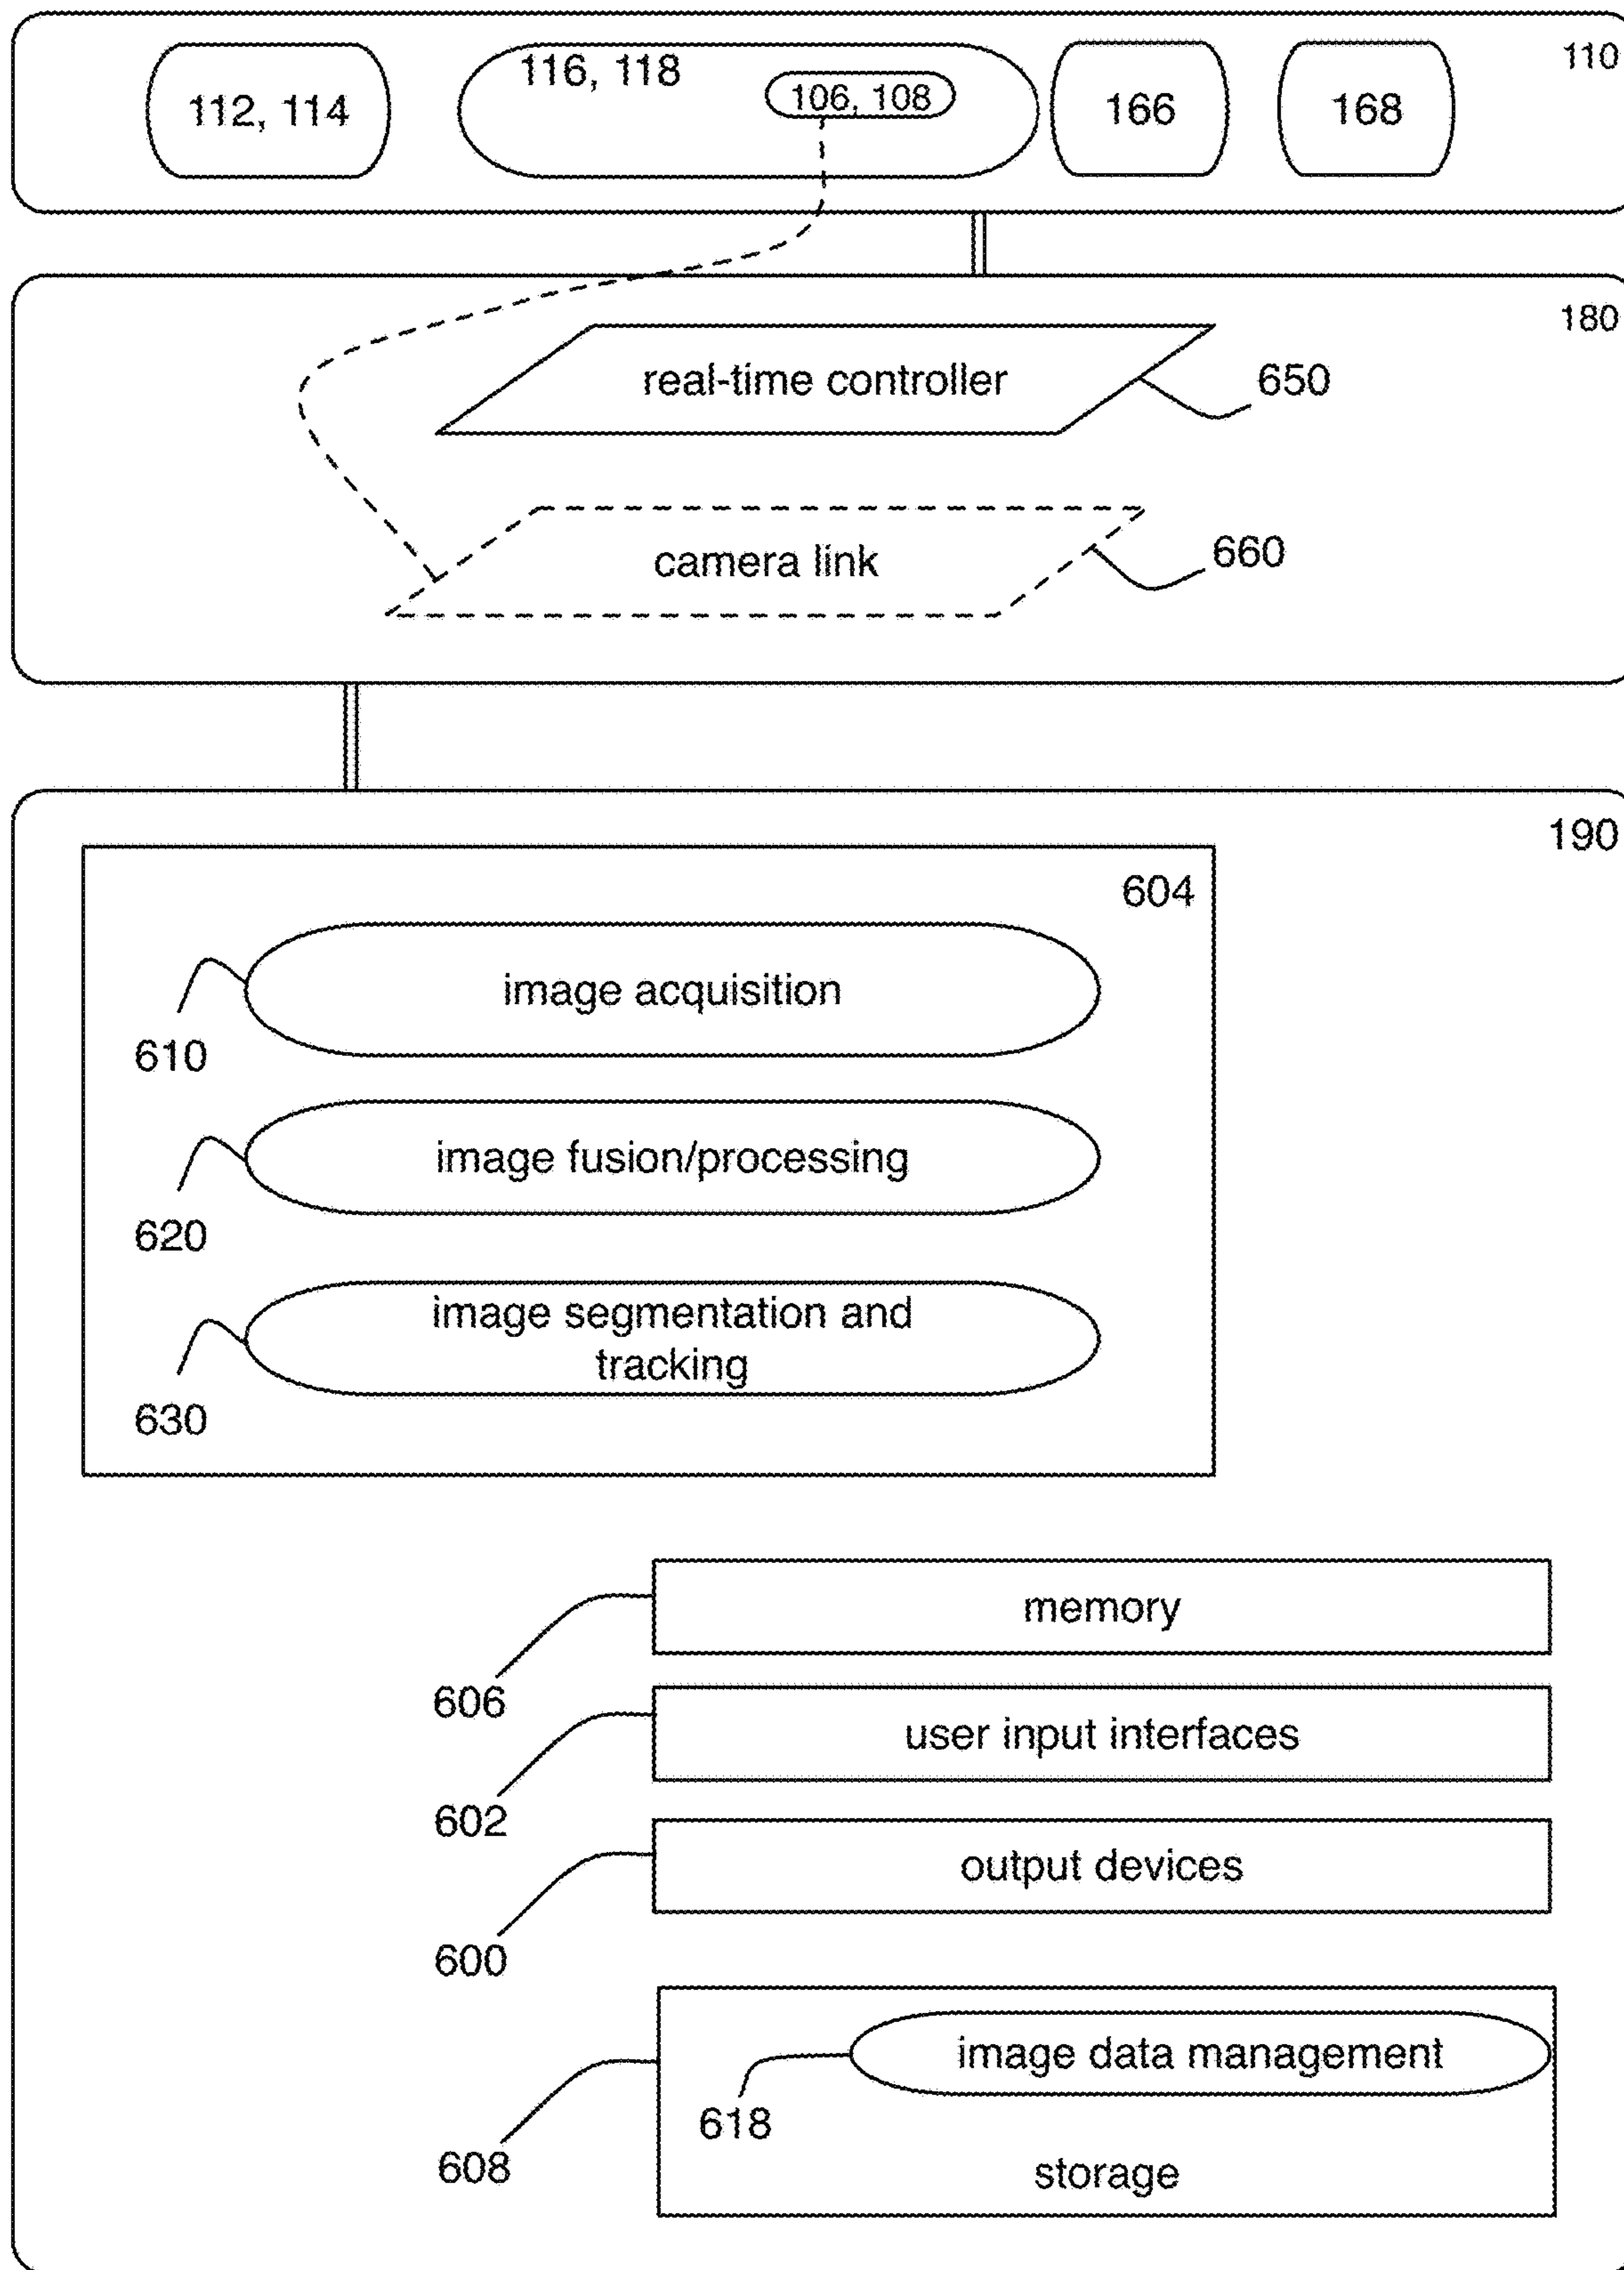 110
112, 114
116, 118
106, 108
166
168
180
real-time controller
650
camera link
660
190
604
image acquisition
610
image fusion/processing
620
image segmentation and
tracking
630
memory
606
user input interfaces
602
output devices
600
image data management
618
608
storage